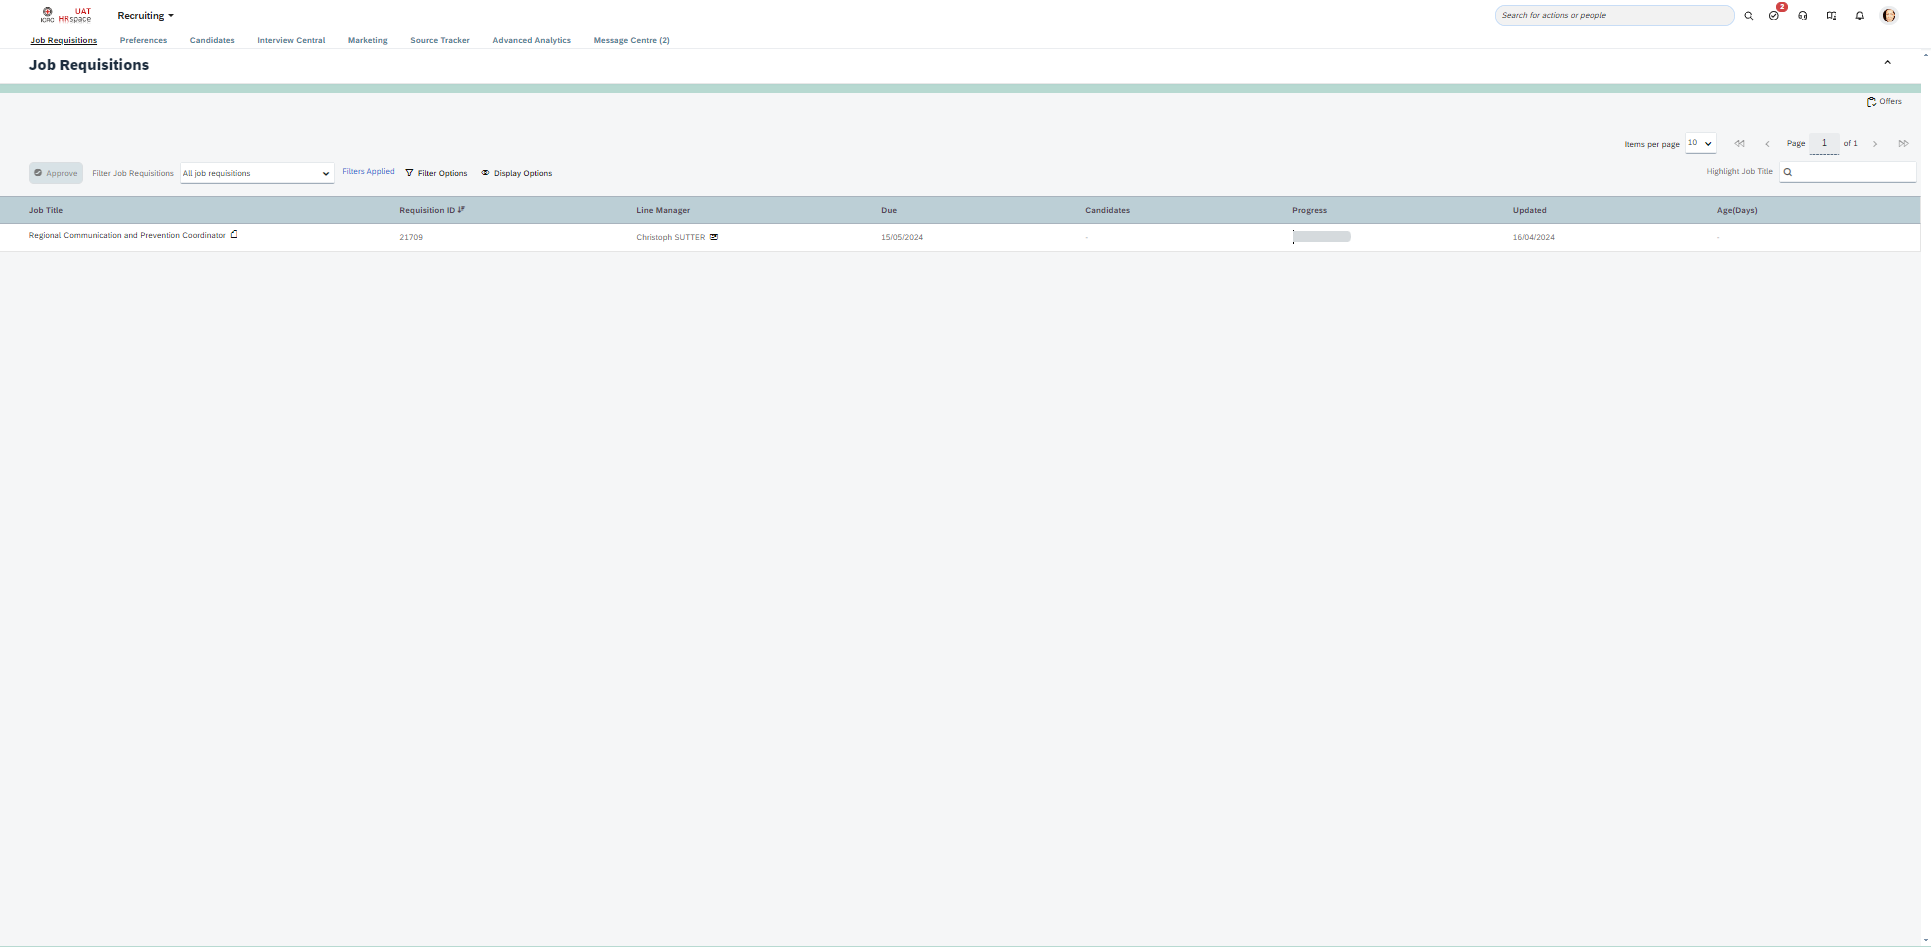 ICRC UAT HRspace Recruiting Search for actions or people 2
Job Requisitions Preferences Candidates Interview Central Marketing Source Tracker Advanced Analytics Message Centre (2)
Job Requisitions
Offers
Items per page 10 Page 1 of 1
Approve Filter Job Requisitions All job requisitions Filters Applied Filter Options Display Options Highlight Job Title
Job Title Requisition ID Line Manager Due Candidates Progress Updated Age(Days)
Regional Communication and Prevention Coordinator 21709 Christoph SUTTER 15/05/2024 - 16/04/2024 -